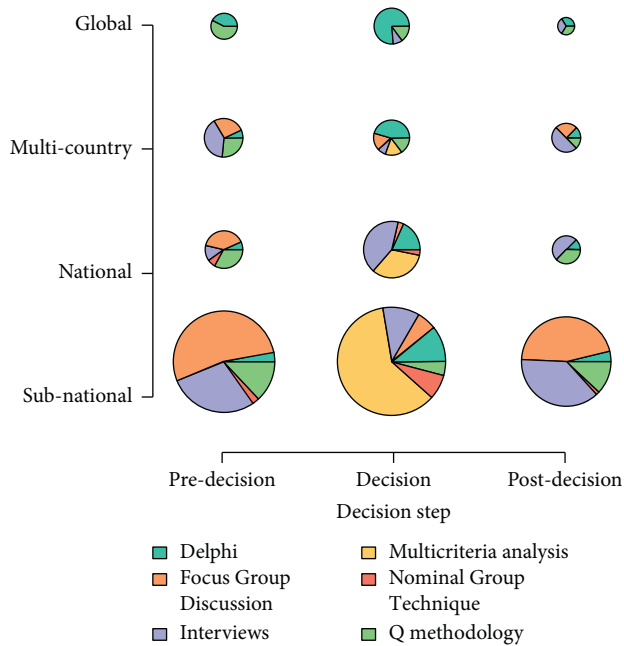 Global
Multi-country
National
Sub-national
Pre-decision
Decision
Post-decision
Decision step
Delphi
Focus Group
Discussion
Interviews
Multicriteria analysis
Nominal Group
Technique
Q methodology